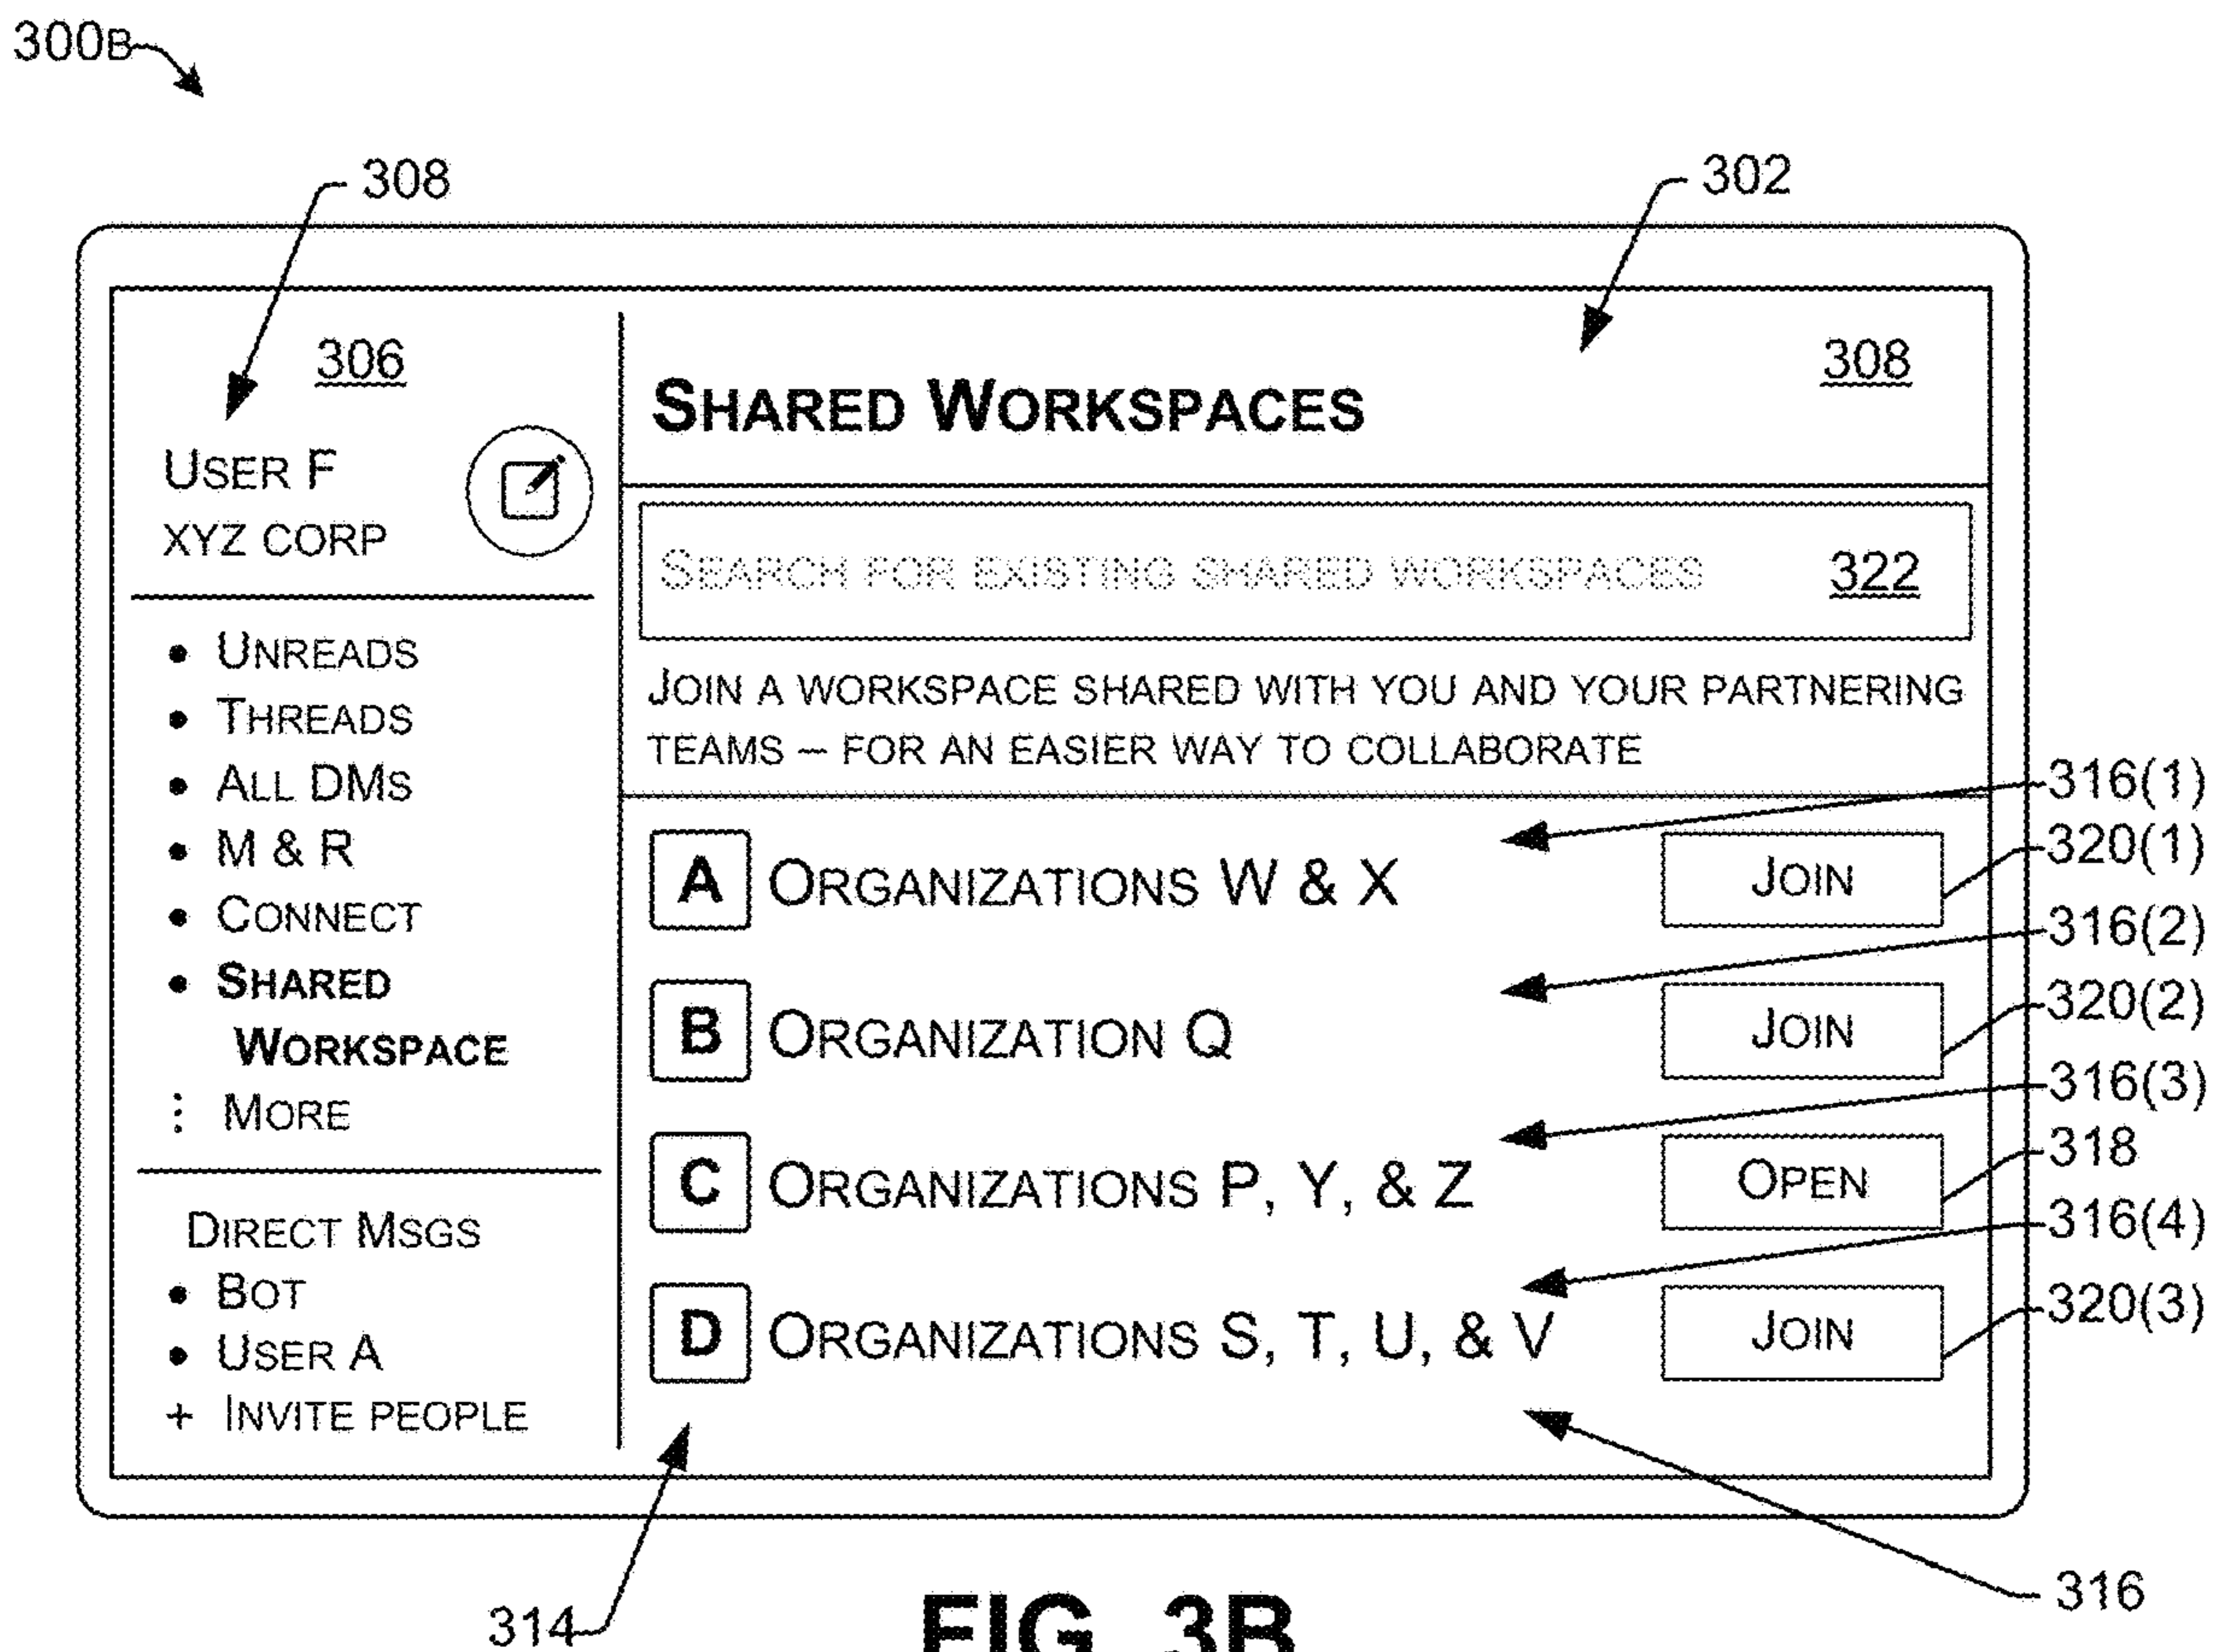 300B
308
302
306
308
USER F
XYZ CORP
• UNREADS
• THREADS
• ALL DMS
• M & R
• CONNECT
• SHARED
WORKSPACE
⋮ MORE
DIRECT MSGS
• BOT
• USER A
+ INVITE PEOPLE
SHARED WORKSPACES
SEARCH FOR EXISTING SHARED WORKSPACES 322
JOIN A WORKSPACE SHARED WITH YOU AND YOUR PARTNERING
TEAMS – FOR AN EASIER WAY TO COLLABORATE
A ORGANIZATIONS W & X JOIN
B ORGANIZATION Q JOIN
C ORGANIZATIONS P, Y, & Z OPEN
D ORGANIZATIONS S, T, U, & V JOIN
316(1)
320(1)
316(2)
320(2)
316(3)
318
316(4)
320(3)
314
316
FIG. 3B